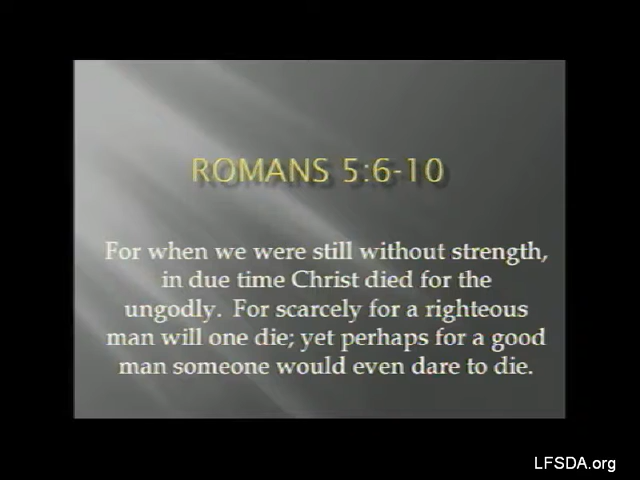 ROMANS 5:6-10
For when we were still without strength,
in due time Christ died for the
ungodly.  For scarcely for a righteous
man will one die; yet perhaps for a good
man someone would even dare to die.
LFSDA.org